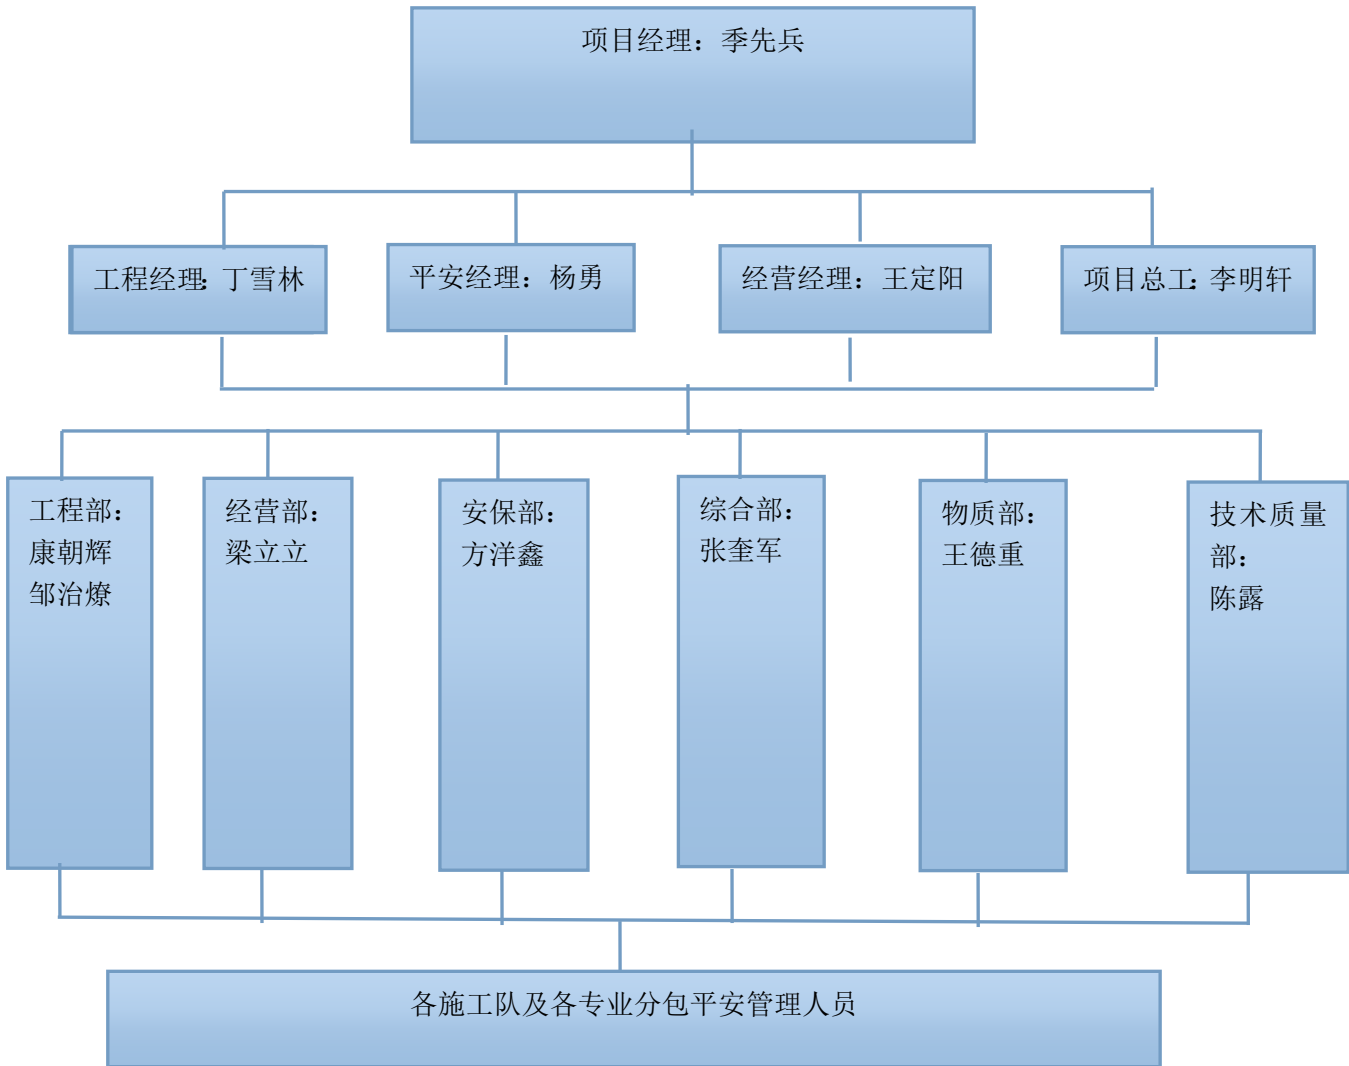 项目经理：季先兵
工程经理：丁雪林
平安经理：杨勇
经营经理：王定阳
项目总工：李明轩
工程部：
康朝辉
邹治燎
经营部：
梁立立
安保部：
方洋鑫
综合部：
张奎军
物质部：
王德重
技术质量
部：
陈露
各施工队及各专业分包平安管理人员